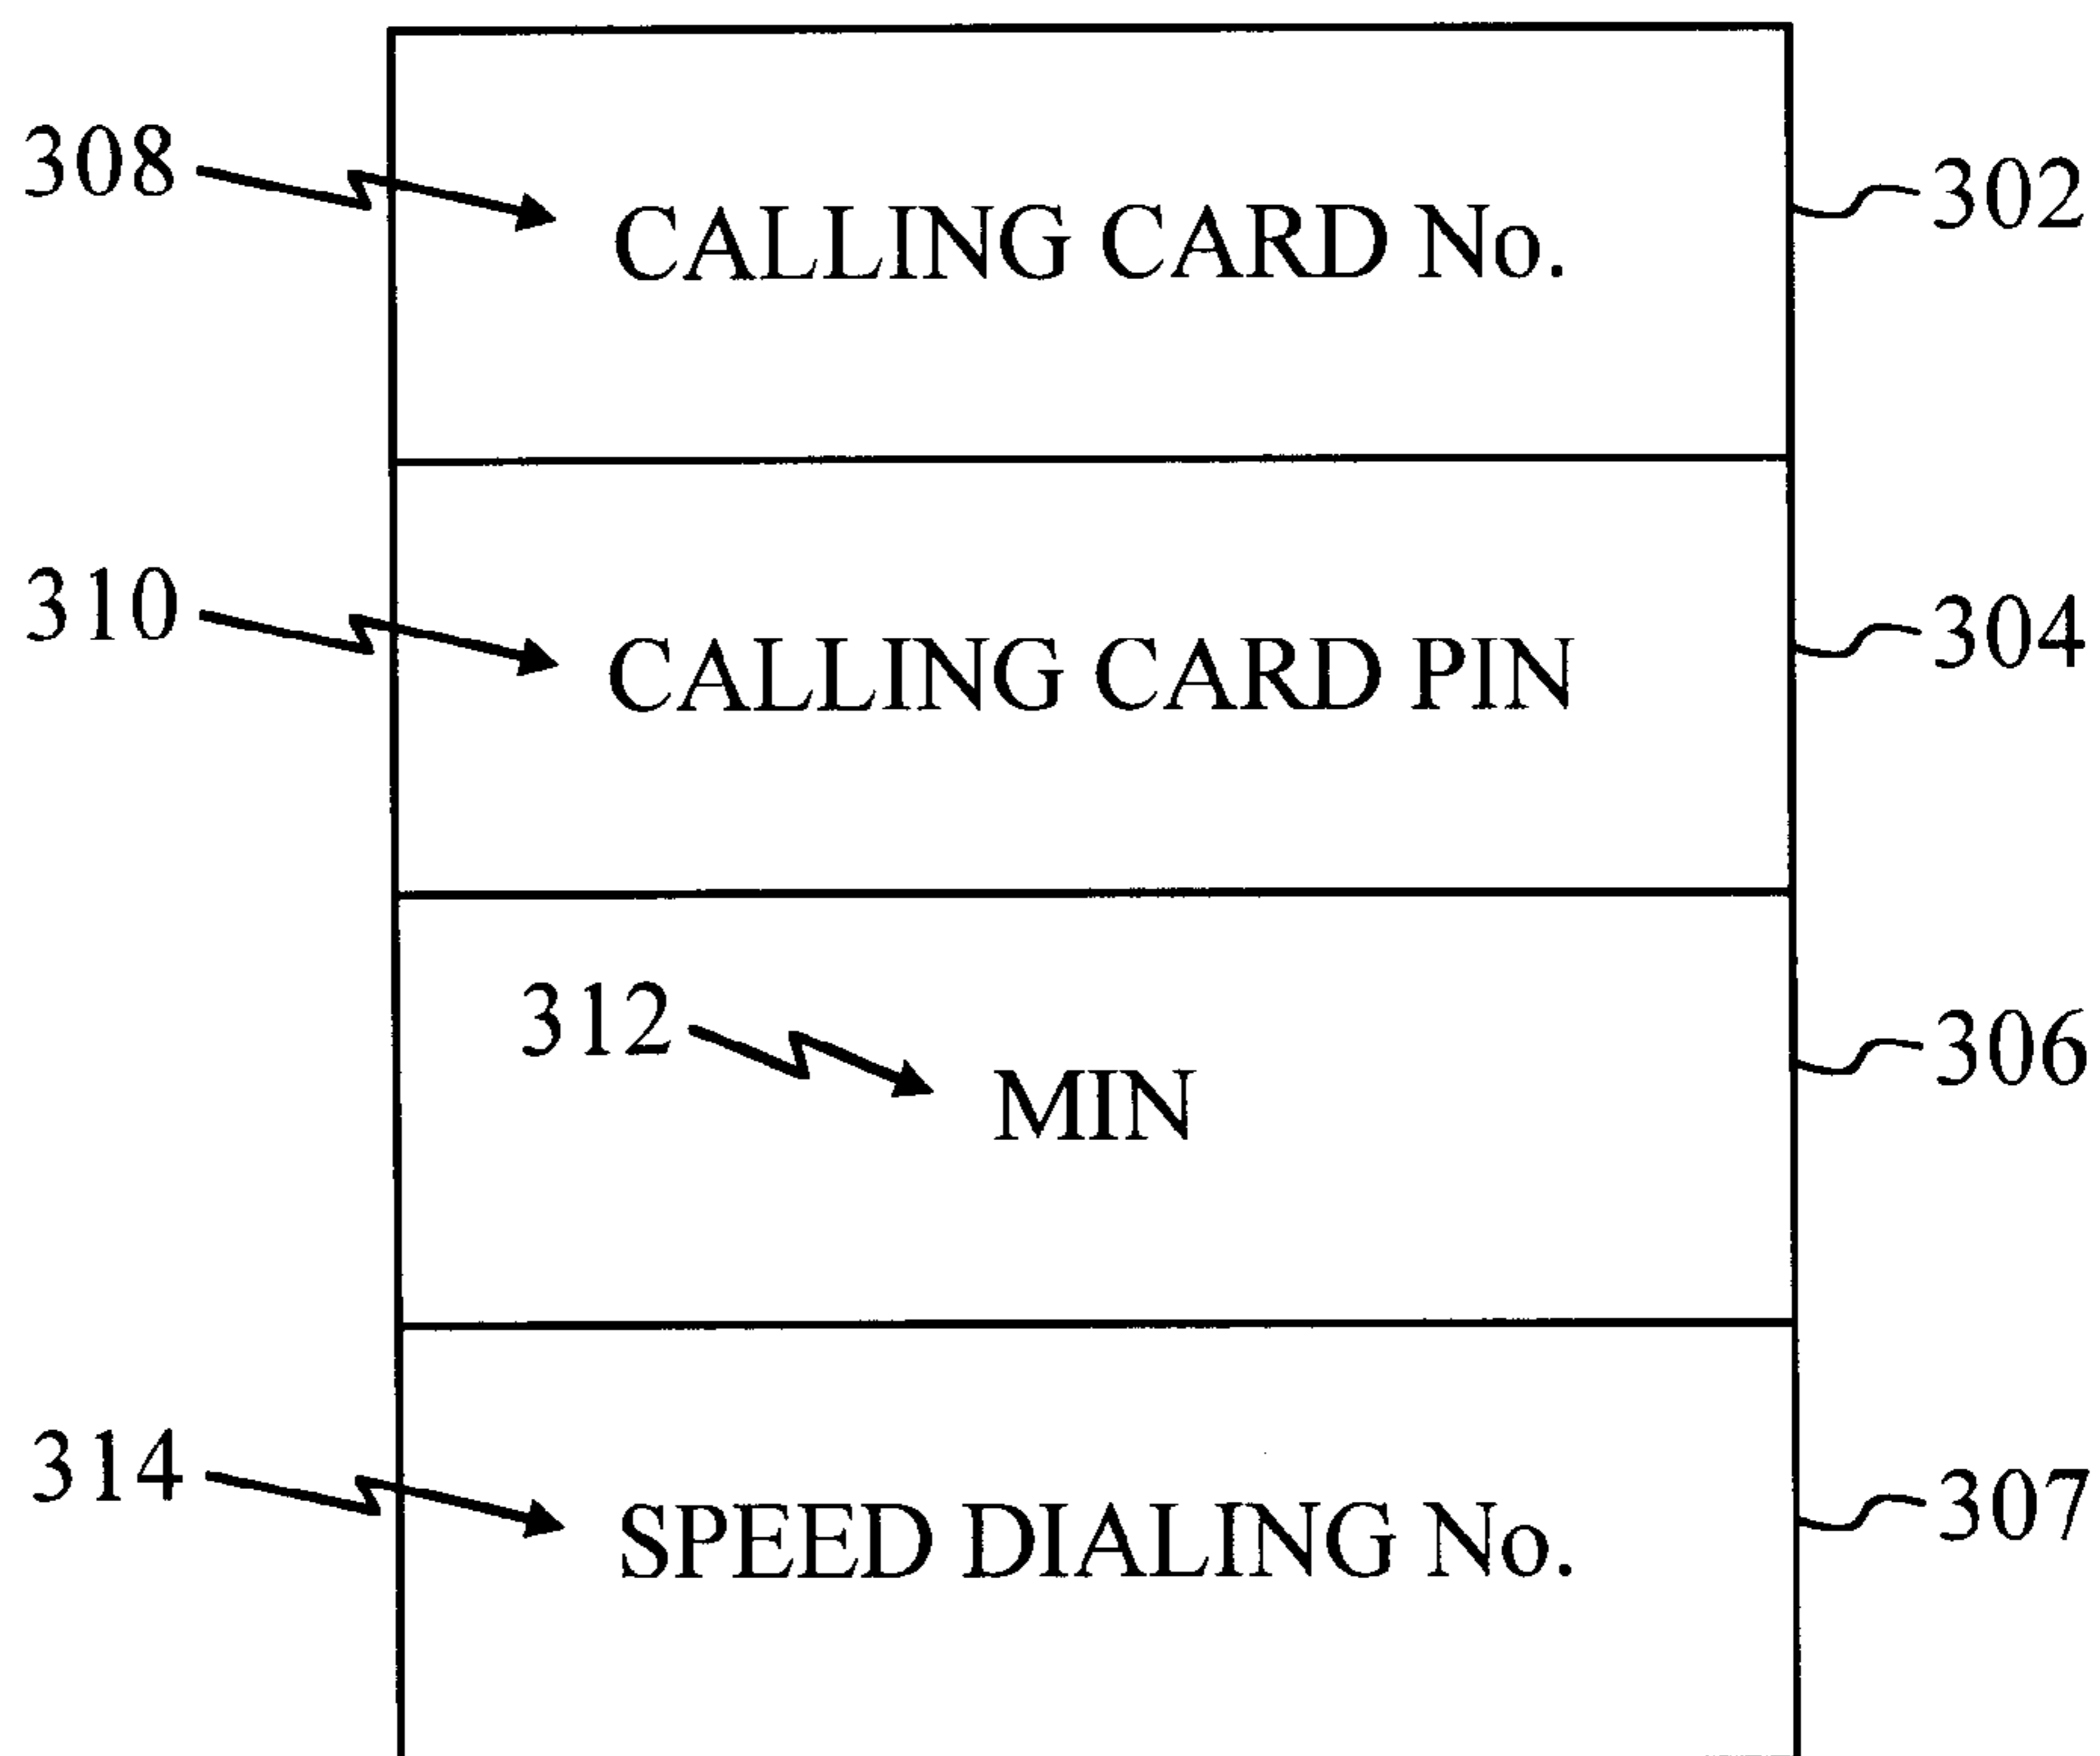 308
CALLING CARD No.
302
310
CALLING CARD PIN
304
312
MIN
306
314
SPEED DIALING No.
307